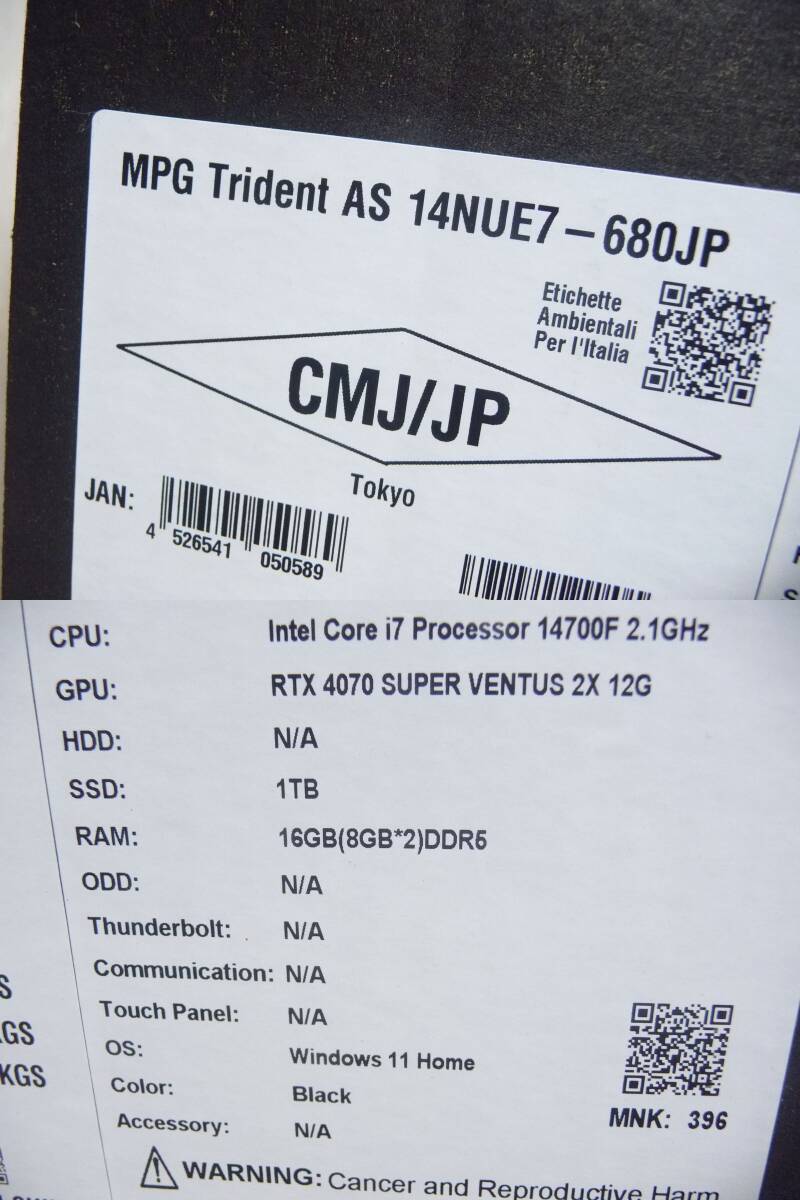 MPG Trident AS 14NUE7-680JP
Etichette
Ambientali
Per l'Italia
CMJ/JP
Tokyo
JAN:
4 526541 050589
CPU: Intel Core i7 Processor 14700F 2.1GHz
GPU: RTX 4070 SUPER VENTUS 2X 12G
HDD: N/A
SSD: 1TB
RAM: 16GB(8GB*2)DDR5
ODD: N/A
Thunderbolt: N/A
Communication: N/A
Touch Panel: N/A
OS: Windows 11 Home
Color: Black
Accessory: N/A
MNK: 396
KGS
WARNING: Cancer and Reproductive Harm